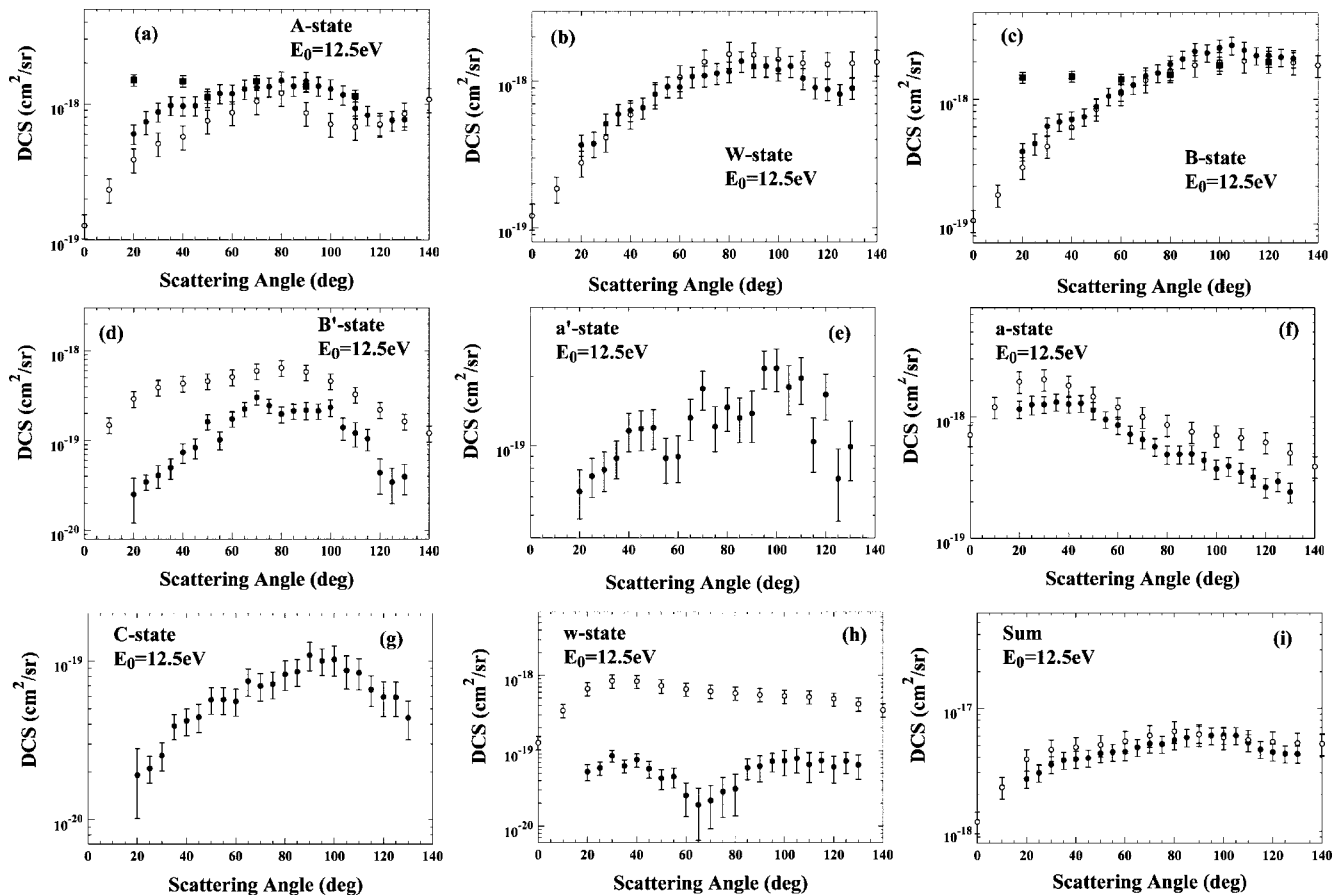 (a)
A-state
E₀=12.5eV
DCS (cm²/sr)
10⁻¹⁸
10⁻¹⁹
0 20 40 60 80 100 120 140
Scattering Angle (deg)
(b)
W-state
E₀=12.5eV
DCS (cm²/sr)
10⁻¹⁸
10⁻¹⁹
0 20 40 60 80 100 120 140
Scattering Angle (deg)
(c)
B-state
E₀=12.5eV
DCS (cm²/sr)
10⁻¹⁸
10⁻¹⁹
0 20 40 60 80 100 120 140
Scattering Angle (deg)
(d)
B'-state
E₀=12.5eV
DCS (cm²/sr)
10⁻¹⁸
10⁻¹⁹
10⁻²⁰
0 20 40 60 80 100 120 140
Scattering Angle (deg)
a'-state
(e)
E₀=12.5eV
DCS (cm²/sr)
10⁻¹⁹
0 20 40 60 80 100 120 140
Scattering Angle (deg)
a-state
(f)
E₀=12.5eV
DCS (cm²/sr)
10⁻¹⁸
10⁻¹⁹
0 20 40 60 80 100 120 140
Scattering Angle (deg)
C-state
(g)
E₀=12.5eV
DCS (cm²/sr)
10⁻¹⁹
10⁻²⁰
0 20 40 60 80 100 120 140
Scattering Angle (deg)
w-state
(h)
E₀=12.5eV
DCS (cm²/sr)
10⁻¹⁸
10⁻¹⁹
10⁻²⁰
0 20 40 60 80 100 120 140
Scattering Angle (deg)
Sum
(i)
E₀=12.5eV
DCS (cm²/sr)
10⁻¹⁷
10⁻¹⁸
0 20 40 60 80 100 120 140
Scattering Angle (deg)